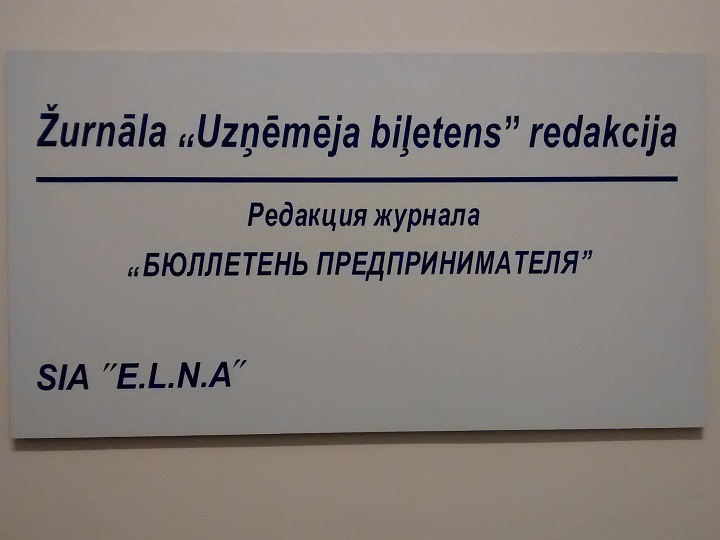 Žurnāla „Uzņēmēja biļetens” redakcija
Редакция журнала
„БЮЛЛЕТЕНЬ ПРЕДПРИНИМАТЕЛЯ”
SIA "E.L.N.A"